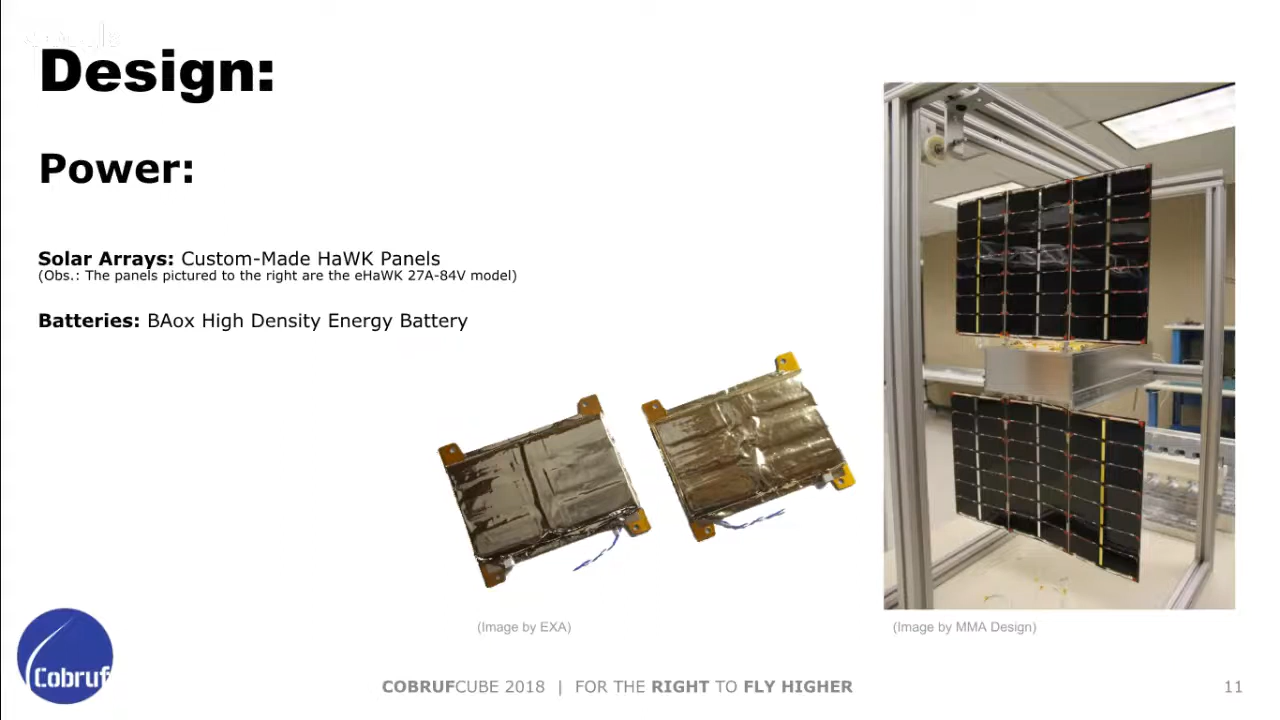 Design:
Power:
Solar Arrays: Custom-Made HaWK Panels
(Obs.: The panels pictured to the right are the eHaWK 27A-84V model)
Batteries: BAox High Density Energy Battery
(Image by EXA)
(Image by MMA Design)
Cobruf
COBRUFCUBE 2018 | FOR THE RIGHT TO FLY HIGHER
11